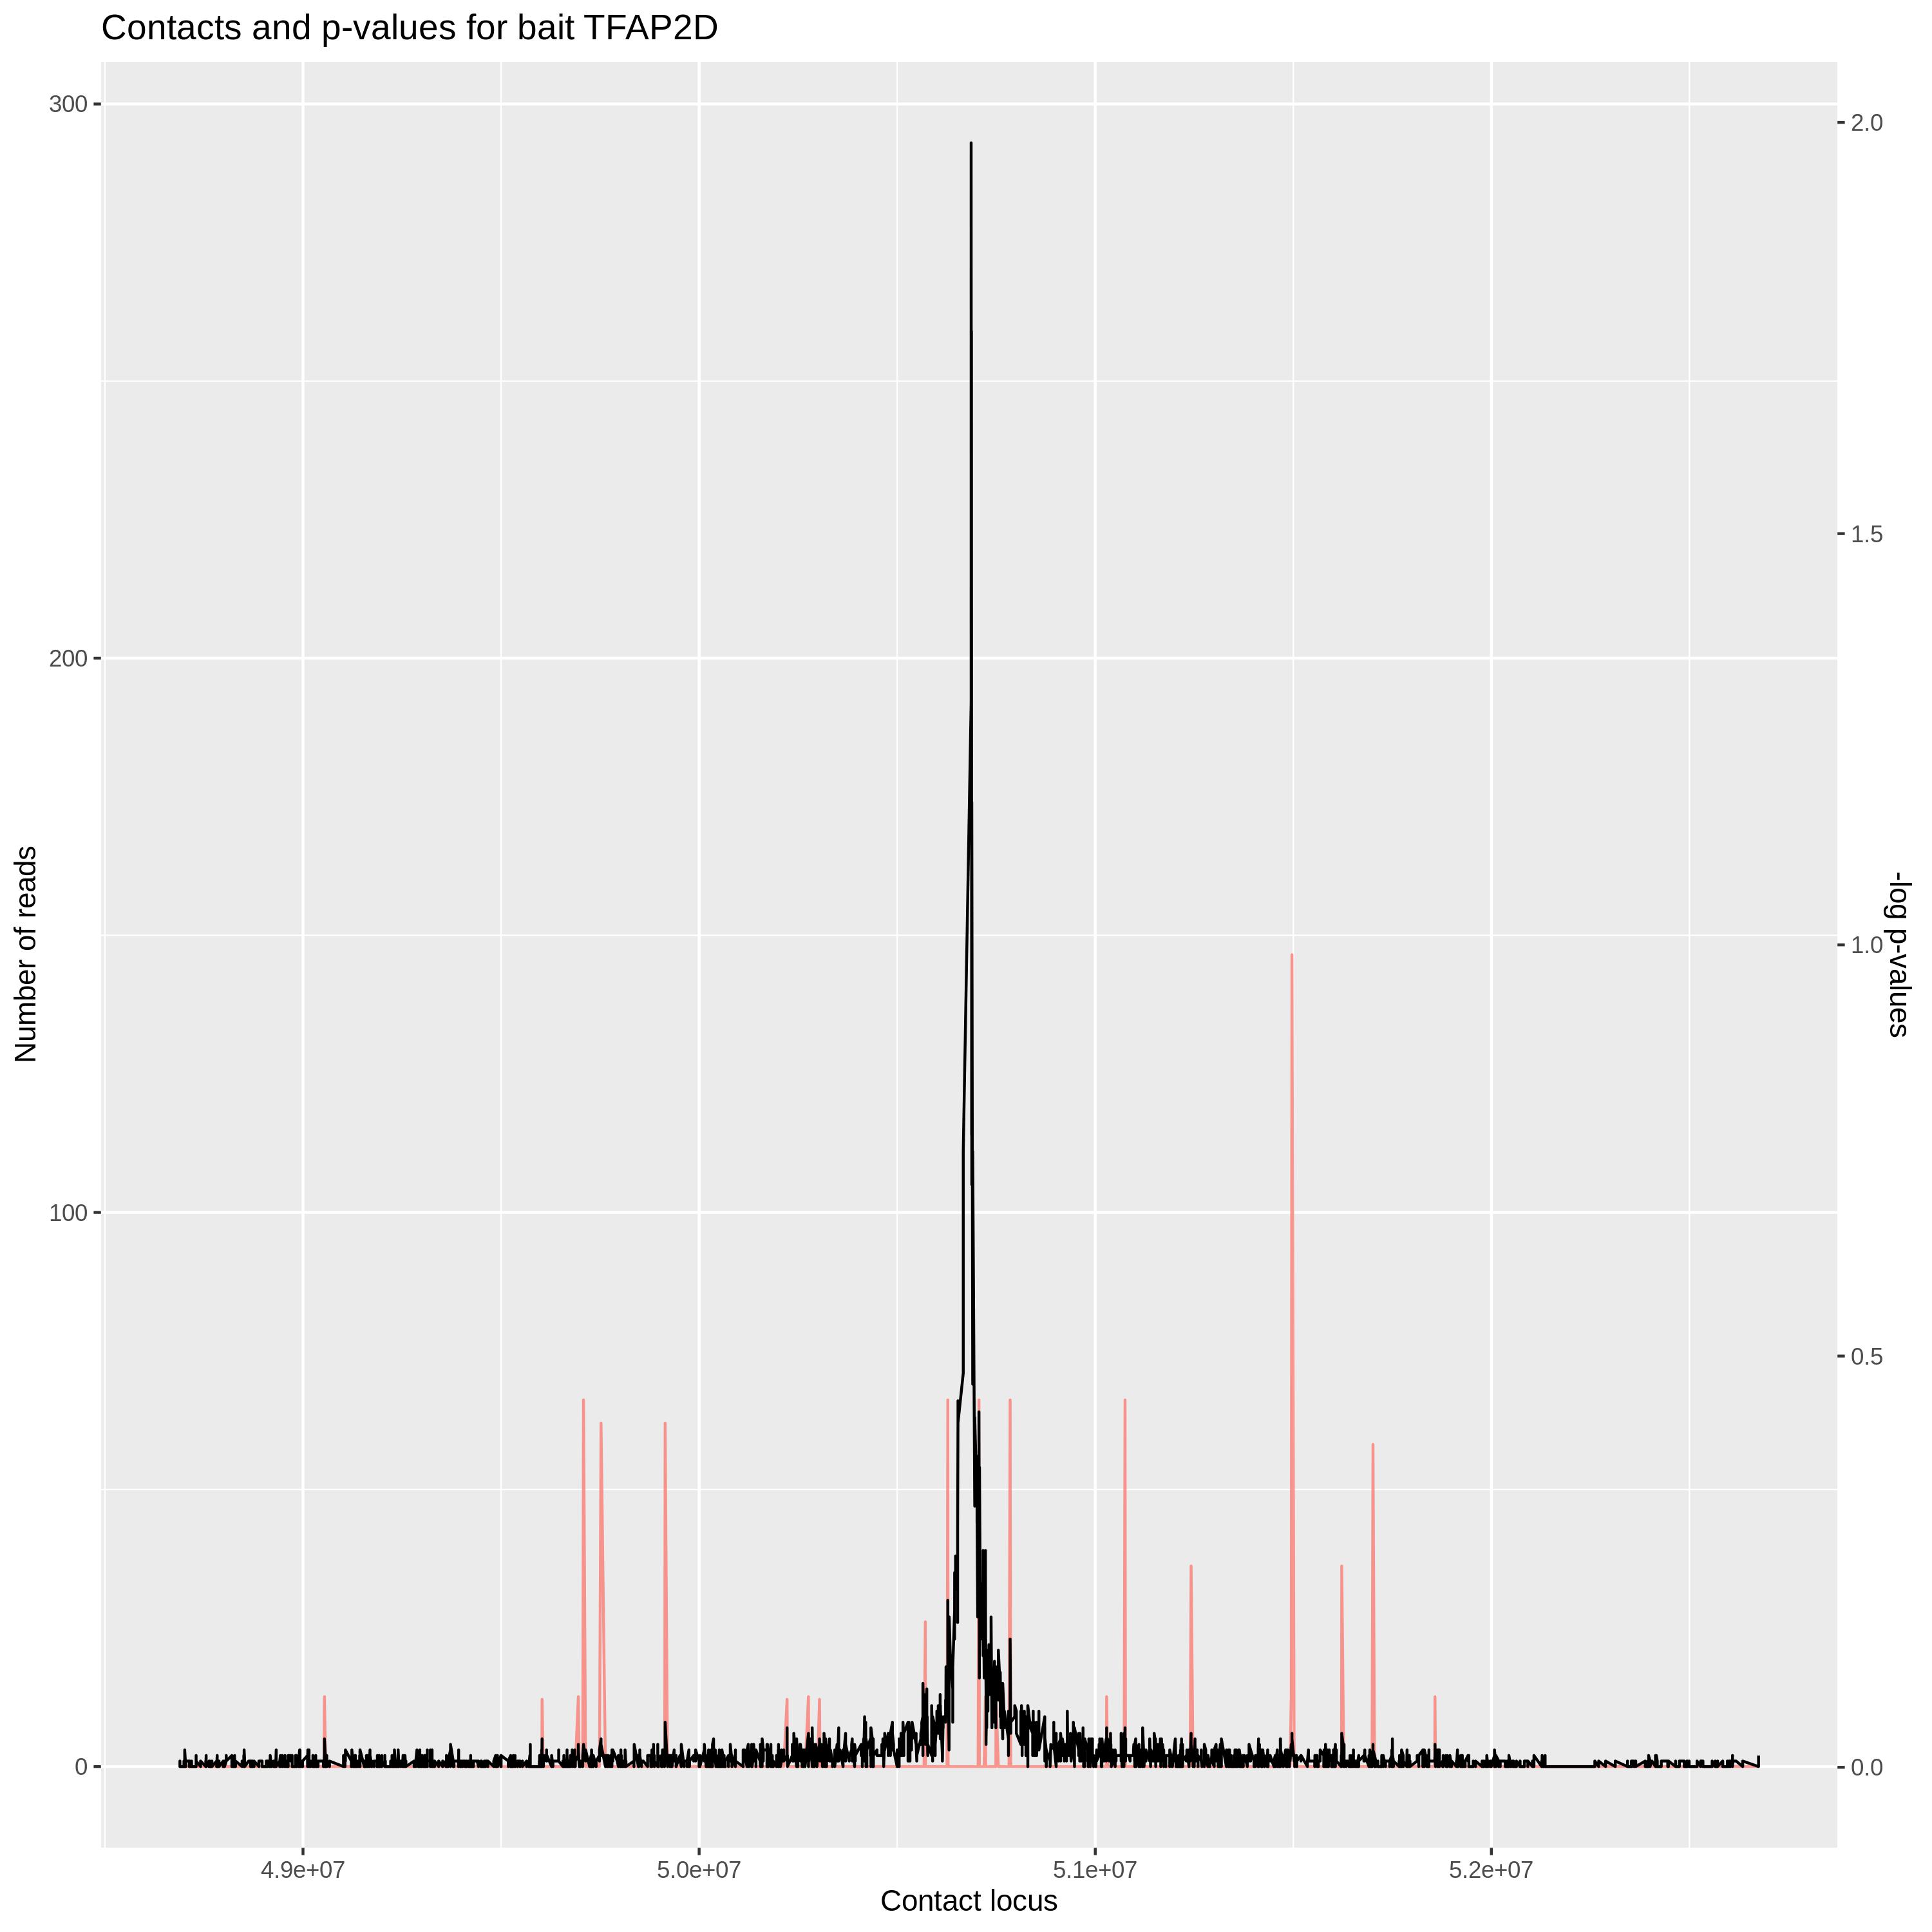 Contacts and p-values for bait TFAP2D
300
200
100
0
Number of reads
2.0
1.5
1.0
0.5
0.0
-log p-values
4.9e+07
5.0e+07
5.1e+07
5.2e+07
Contact locus